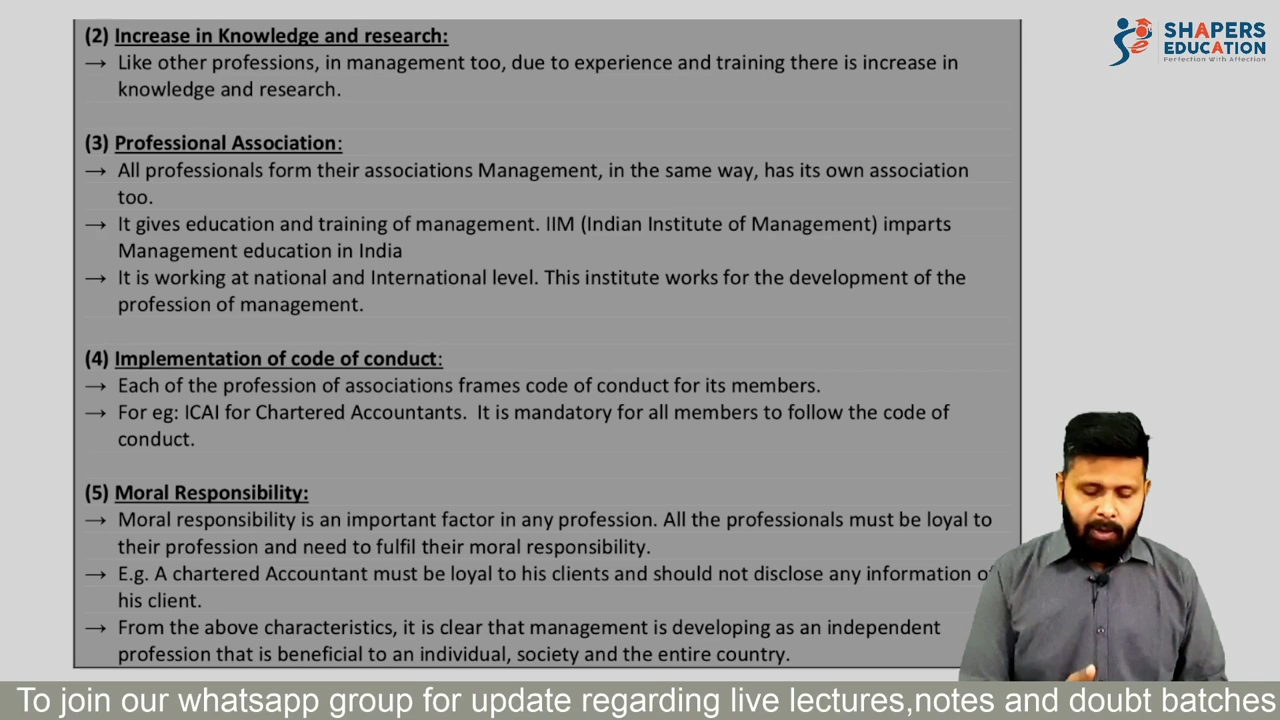 (2) Increase in Knowledge and research:
→ Like other professions, in management too, due to experience and training there is increase in
knowledge and research.
(3) Professional Association:
→ All professionals form their associations Management, in the same way, has its own association
too.
→ It gives education and training of management. IIM (Indian Institute of Management) imparts
Management education in India
→ It is working at national and International level. This institute works for the development of the
profession of management.
(4) Implementation of code of conduct:
→ Each of the profession of associations frames code of conduct for its members.
→ For eg: ICAI for Chartered Accountants. It is mandatory for all members to follow the code of
conduct.
(5) Moral Responsibility:
→ Moral responsibility is an important factor in any profession. All the professionals must be loyal to
their profession and need to fulfil their moral responsibility.
→ E.g. A chartered Accountant must be loyal to his clients and should not disclose any information of
his client.
→ From the above characteristics, it is clear that management is developing as an independent
profession that is beneficial to an individual, society and the entire country.
SHAPERS
EDUCATION
Perfection With Affection
To join our whatsapp group for update regarding live lectures,notes and doubt batches